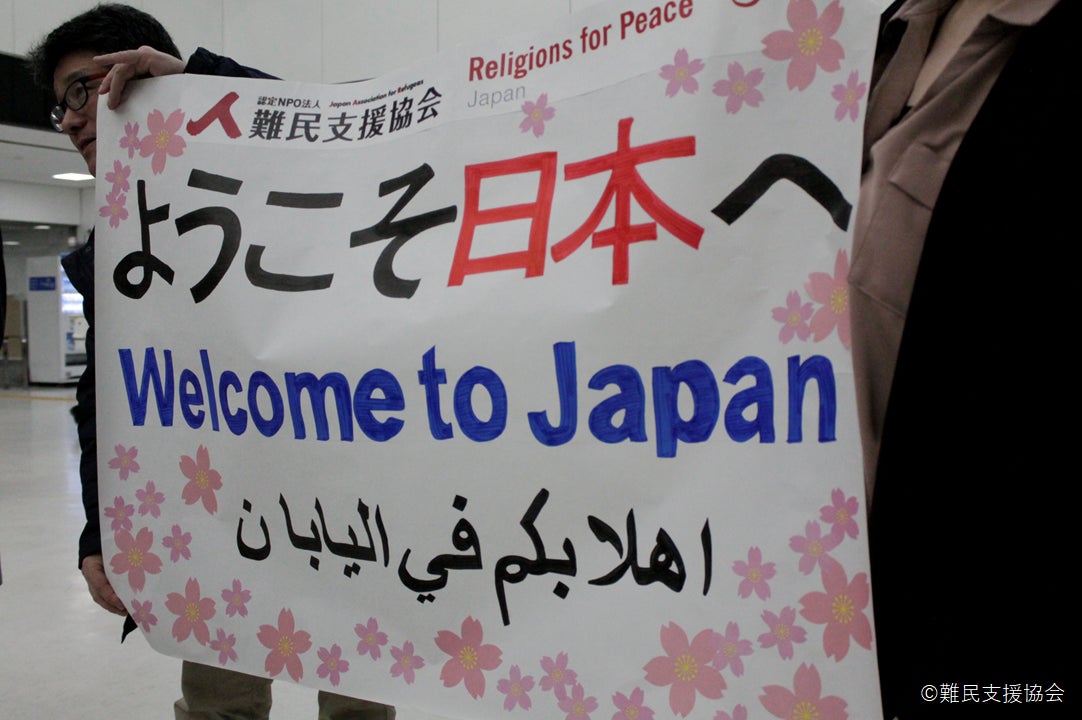 認定NPO法人 Japan Association for Refugees
難民支援協会
Religions for Peace
Japan
ようこそ日本へ
Welcome to Japan
اهلا بكم في اليابان
©難民支援協会